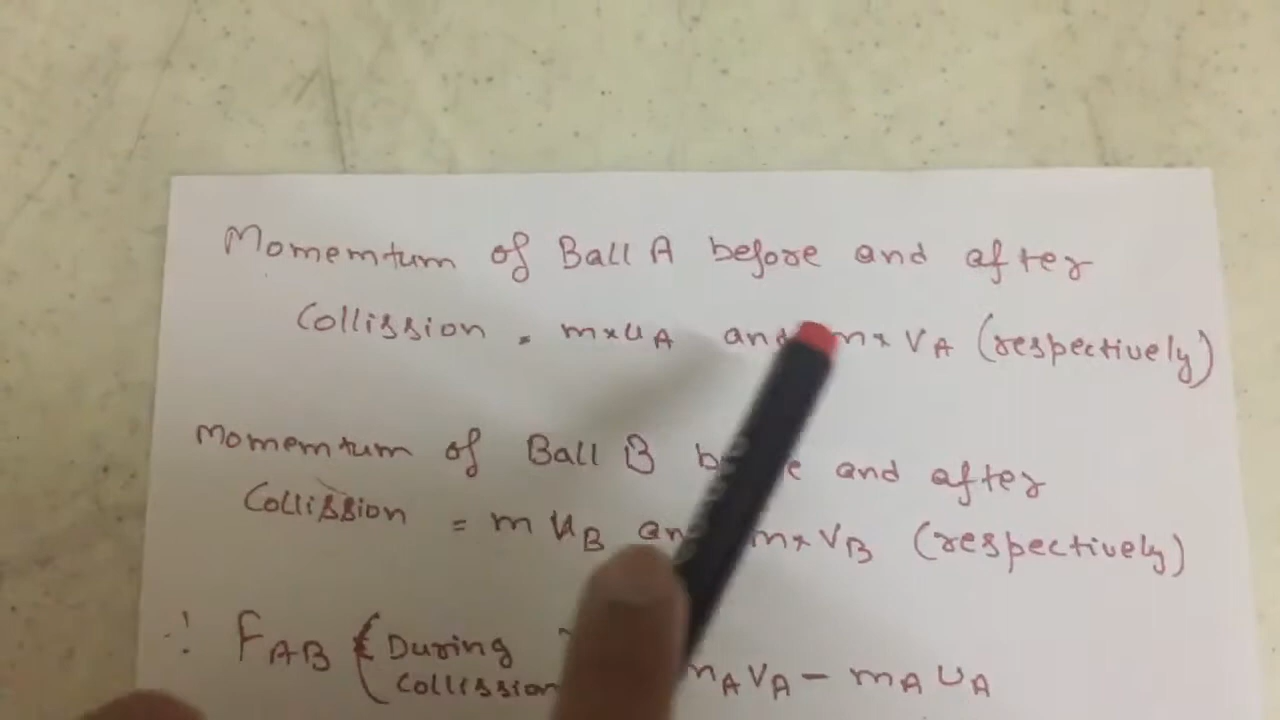 Momemtum of Ball A before and after
Collission = m×uA and m× VA (respectively)
Momemtum of Ball B and after
Collission = m UB m× VB (respectively)
∴ FAB (During
Collission mAVA - mAUA